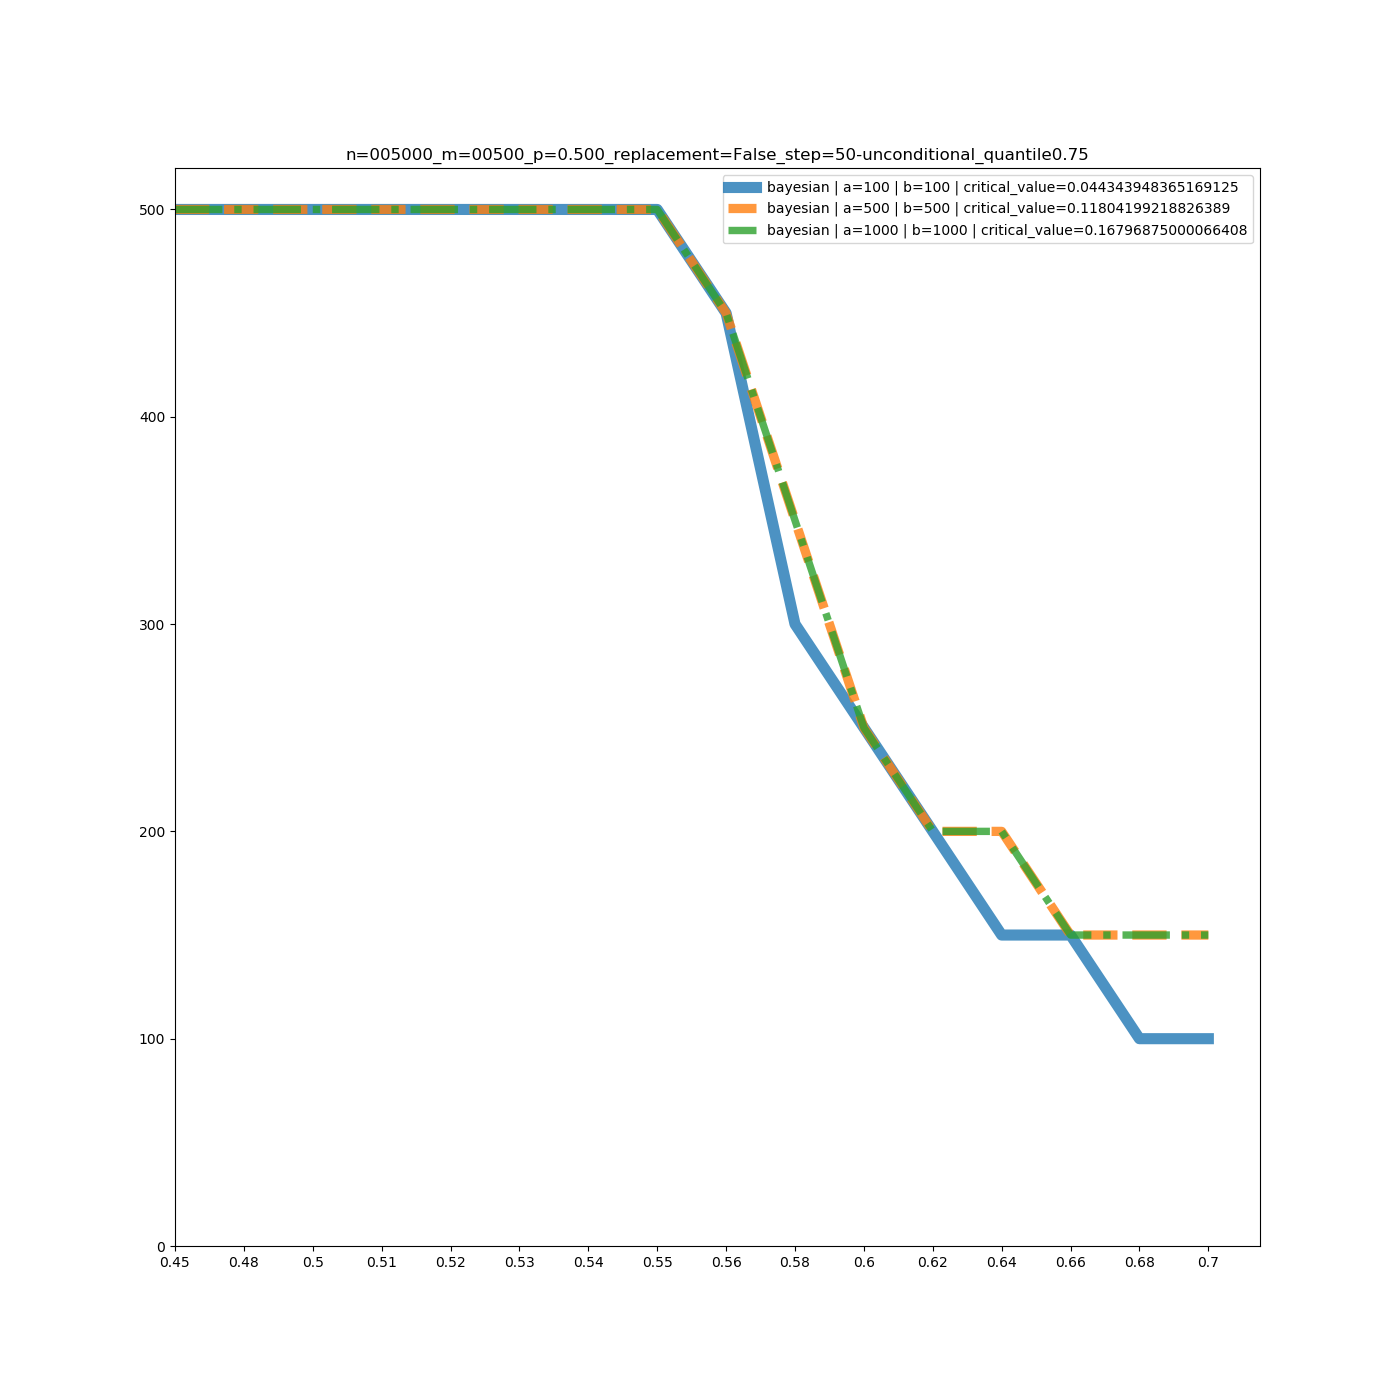 n=005000_m=00500_p=0.500_replacement=False_step=50-unconditional_quantile0.75
bayesian | a=100 | b=100 | critical_value=0.044343948365169125
bayesian | a=500 | b=500 | critical_value=0.11804199218826389
bayesian | a=1000 | b=1000 | critical_value=0.16796875000066408
500
400
300
200
100
0
0.45 0.48 0.5 0.51 0.52 0.53 0.54 0.55 0.56 0.58 0.6 0.62 0.64 0.66 0.68 0.7